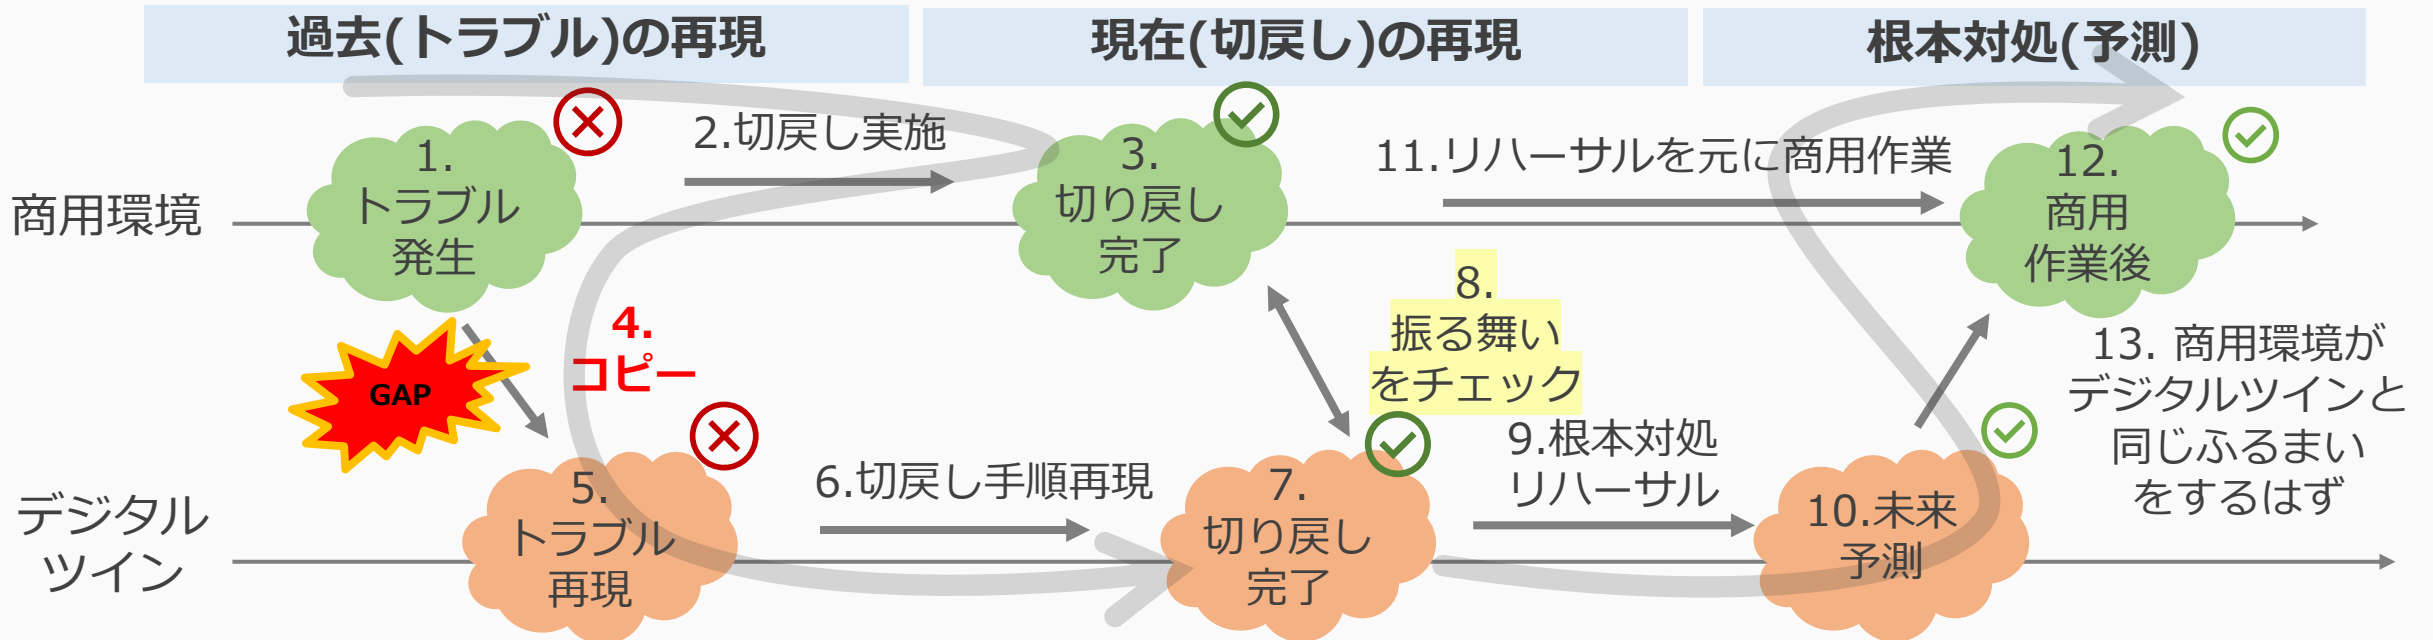 過去(トラブル)の再現
現在(切戻し)の再現
根本対処(予測)
商用環境
1.
トラブル
発生
2.切戻し実施
3.
切り戻し
完了
11.リハーサルを元に商用作業
12.
商用
作業後
GAP
4.
コピー
8.
振る舞い
をチェック
13. 商用環境が
デジタルツインと
同じふるまい
をするはず
デジタル
ツイン
5.
トラブル
再現
6.切戻し手順再現
7.
切り戻し
完了
9.根本対処
リハーサル
10.未来
予測